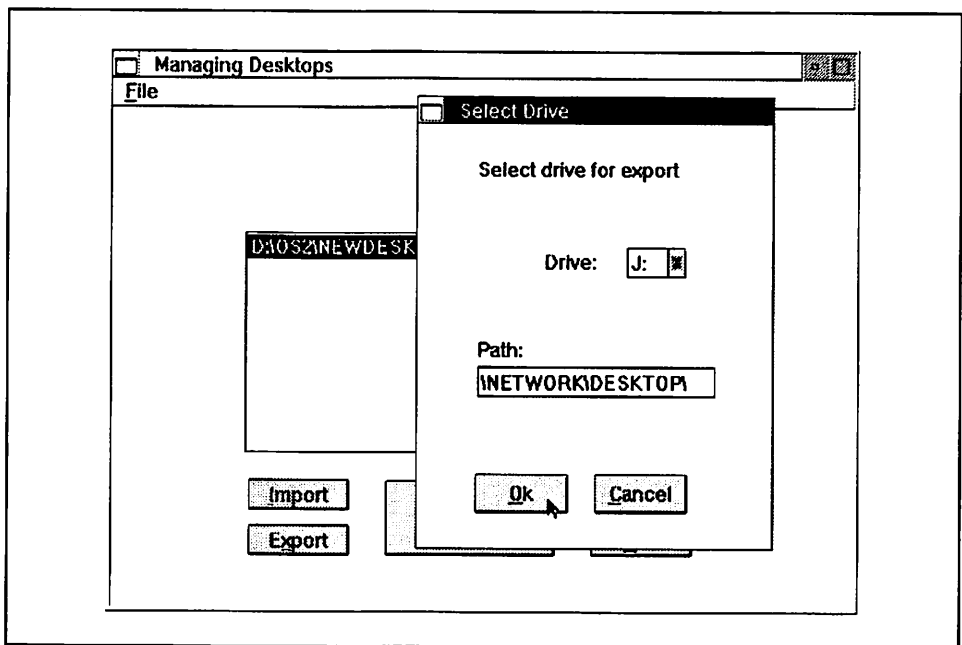 Managing Desktops
File
Select Drive
Select drive for export
D:\OS2\NEWDESK
Drive: J:
Path:
\NETWORK\DESKTOP\
Import
Ok
Cancel
Export